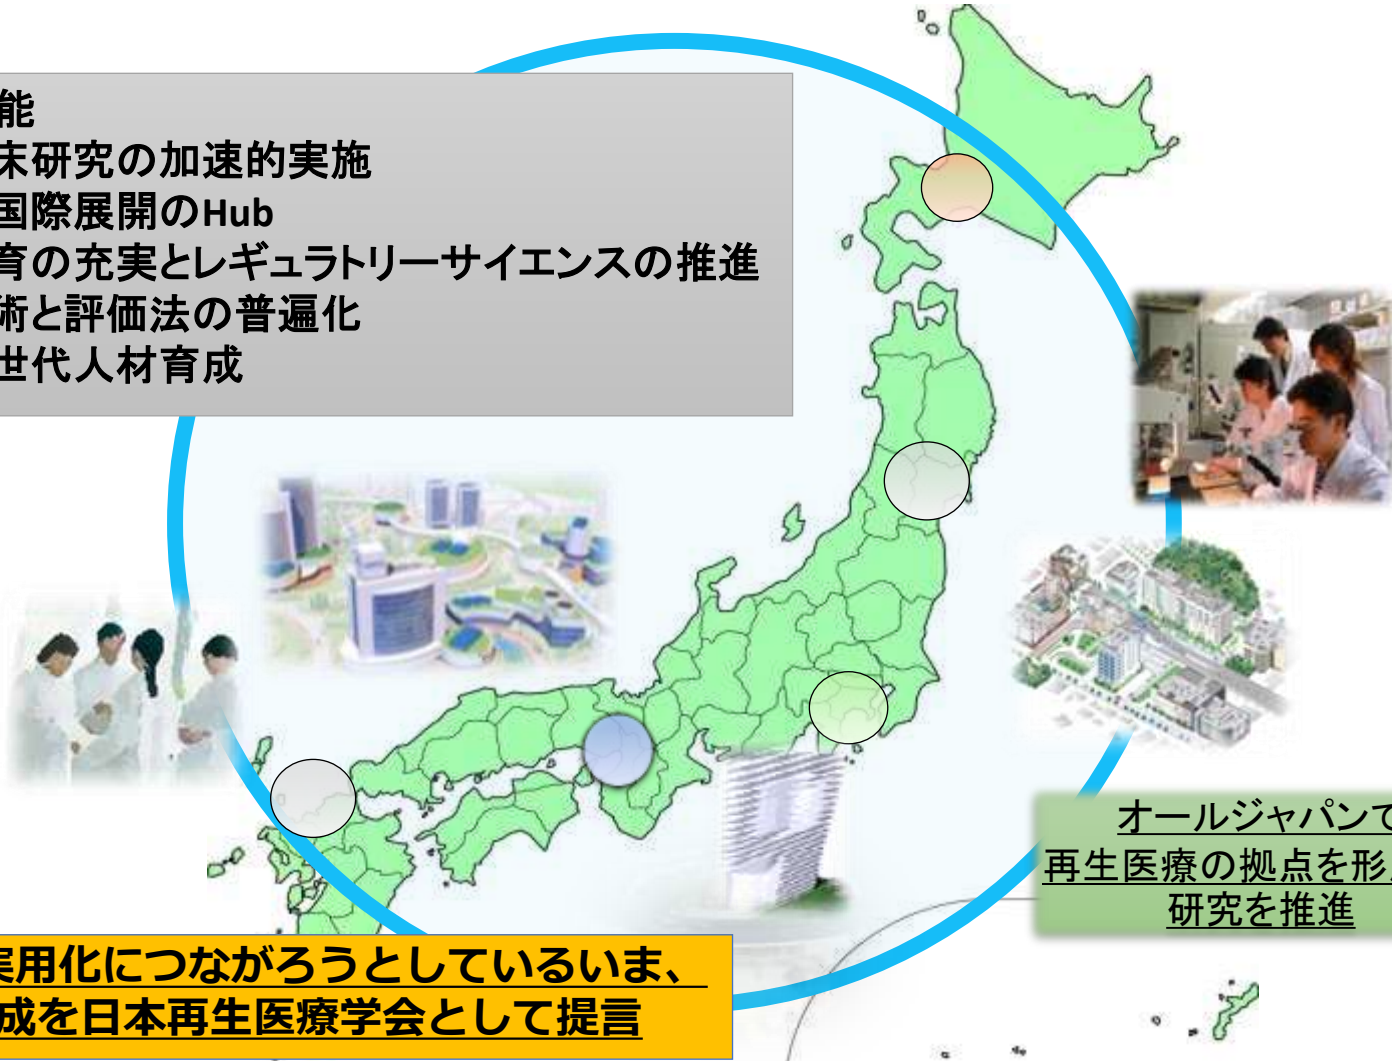 能
末研究の加速的実施
国際展開のHub
育の充実とレギュラトリーサイエンスの推進
術と評価法の普遍化
世代人材育成
オールジャパンで
再生医療の拠点を形
研究を推進
実用化につながろうとしているいま、
成を日本再生医療学会として提言